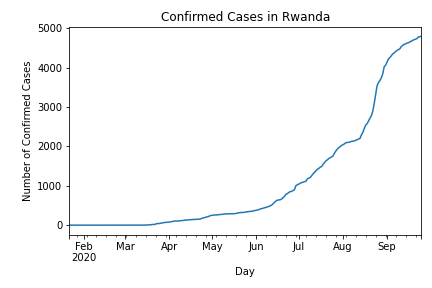 Confirmed Cases in Rwanda
Number of Confirmed Cases
5000
4000
3000
2000
1000
0
Feb Mar Apr May Jun Jul Aug Sep
2020
Day